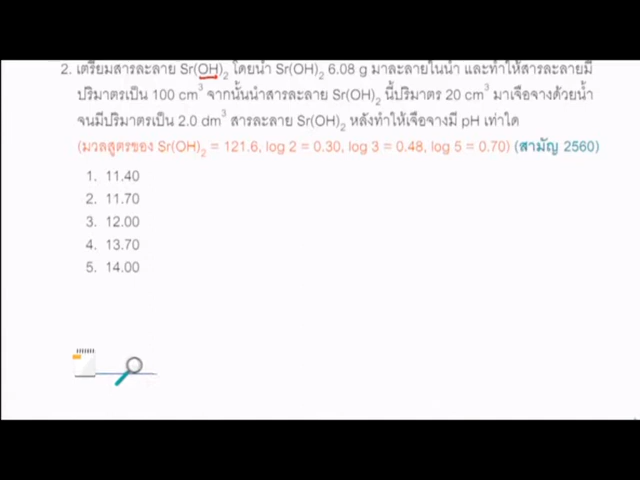 2. เตรียมสารละลาย Sr(OH)₂ โดยนำ Sr(OH)₂ 6.08 g มาละลายในน้ำ และทำให้สารละลายมี
ปริมาตรเป็น 100 cm³ จากนั้นนำสารละลาย Sr(OH)₂ นี้ปริมาตร 20 cm³ มาเจือจางด้วยน้ำ
จนมีปริมาตรเป็น 2.0 dm³ สารละลาย Sr(OH)₂ หลังทำให้เจือจางมี pH เท่าใด
(มวลสูตรของ Sr(OH)₂ = 121.6, log 2 = 0.30, log 3 = 0.48, log 5 = 0.70) (สามัญ 2560)
1. 11.40
2. 11.70
3. 12.00
4. 13.70
5. 14.00